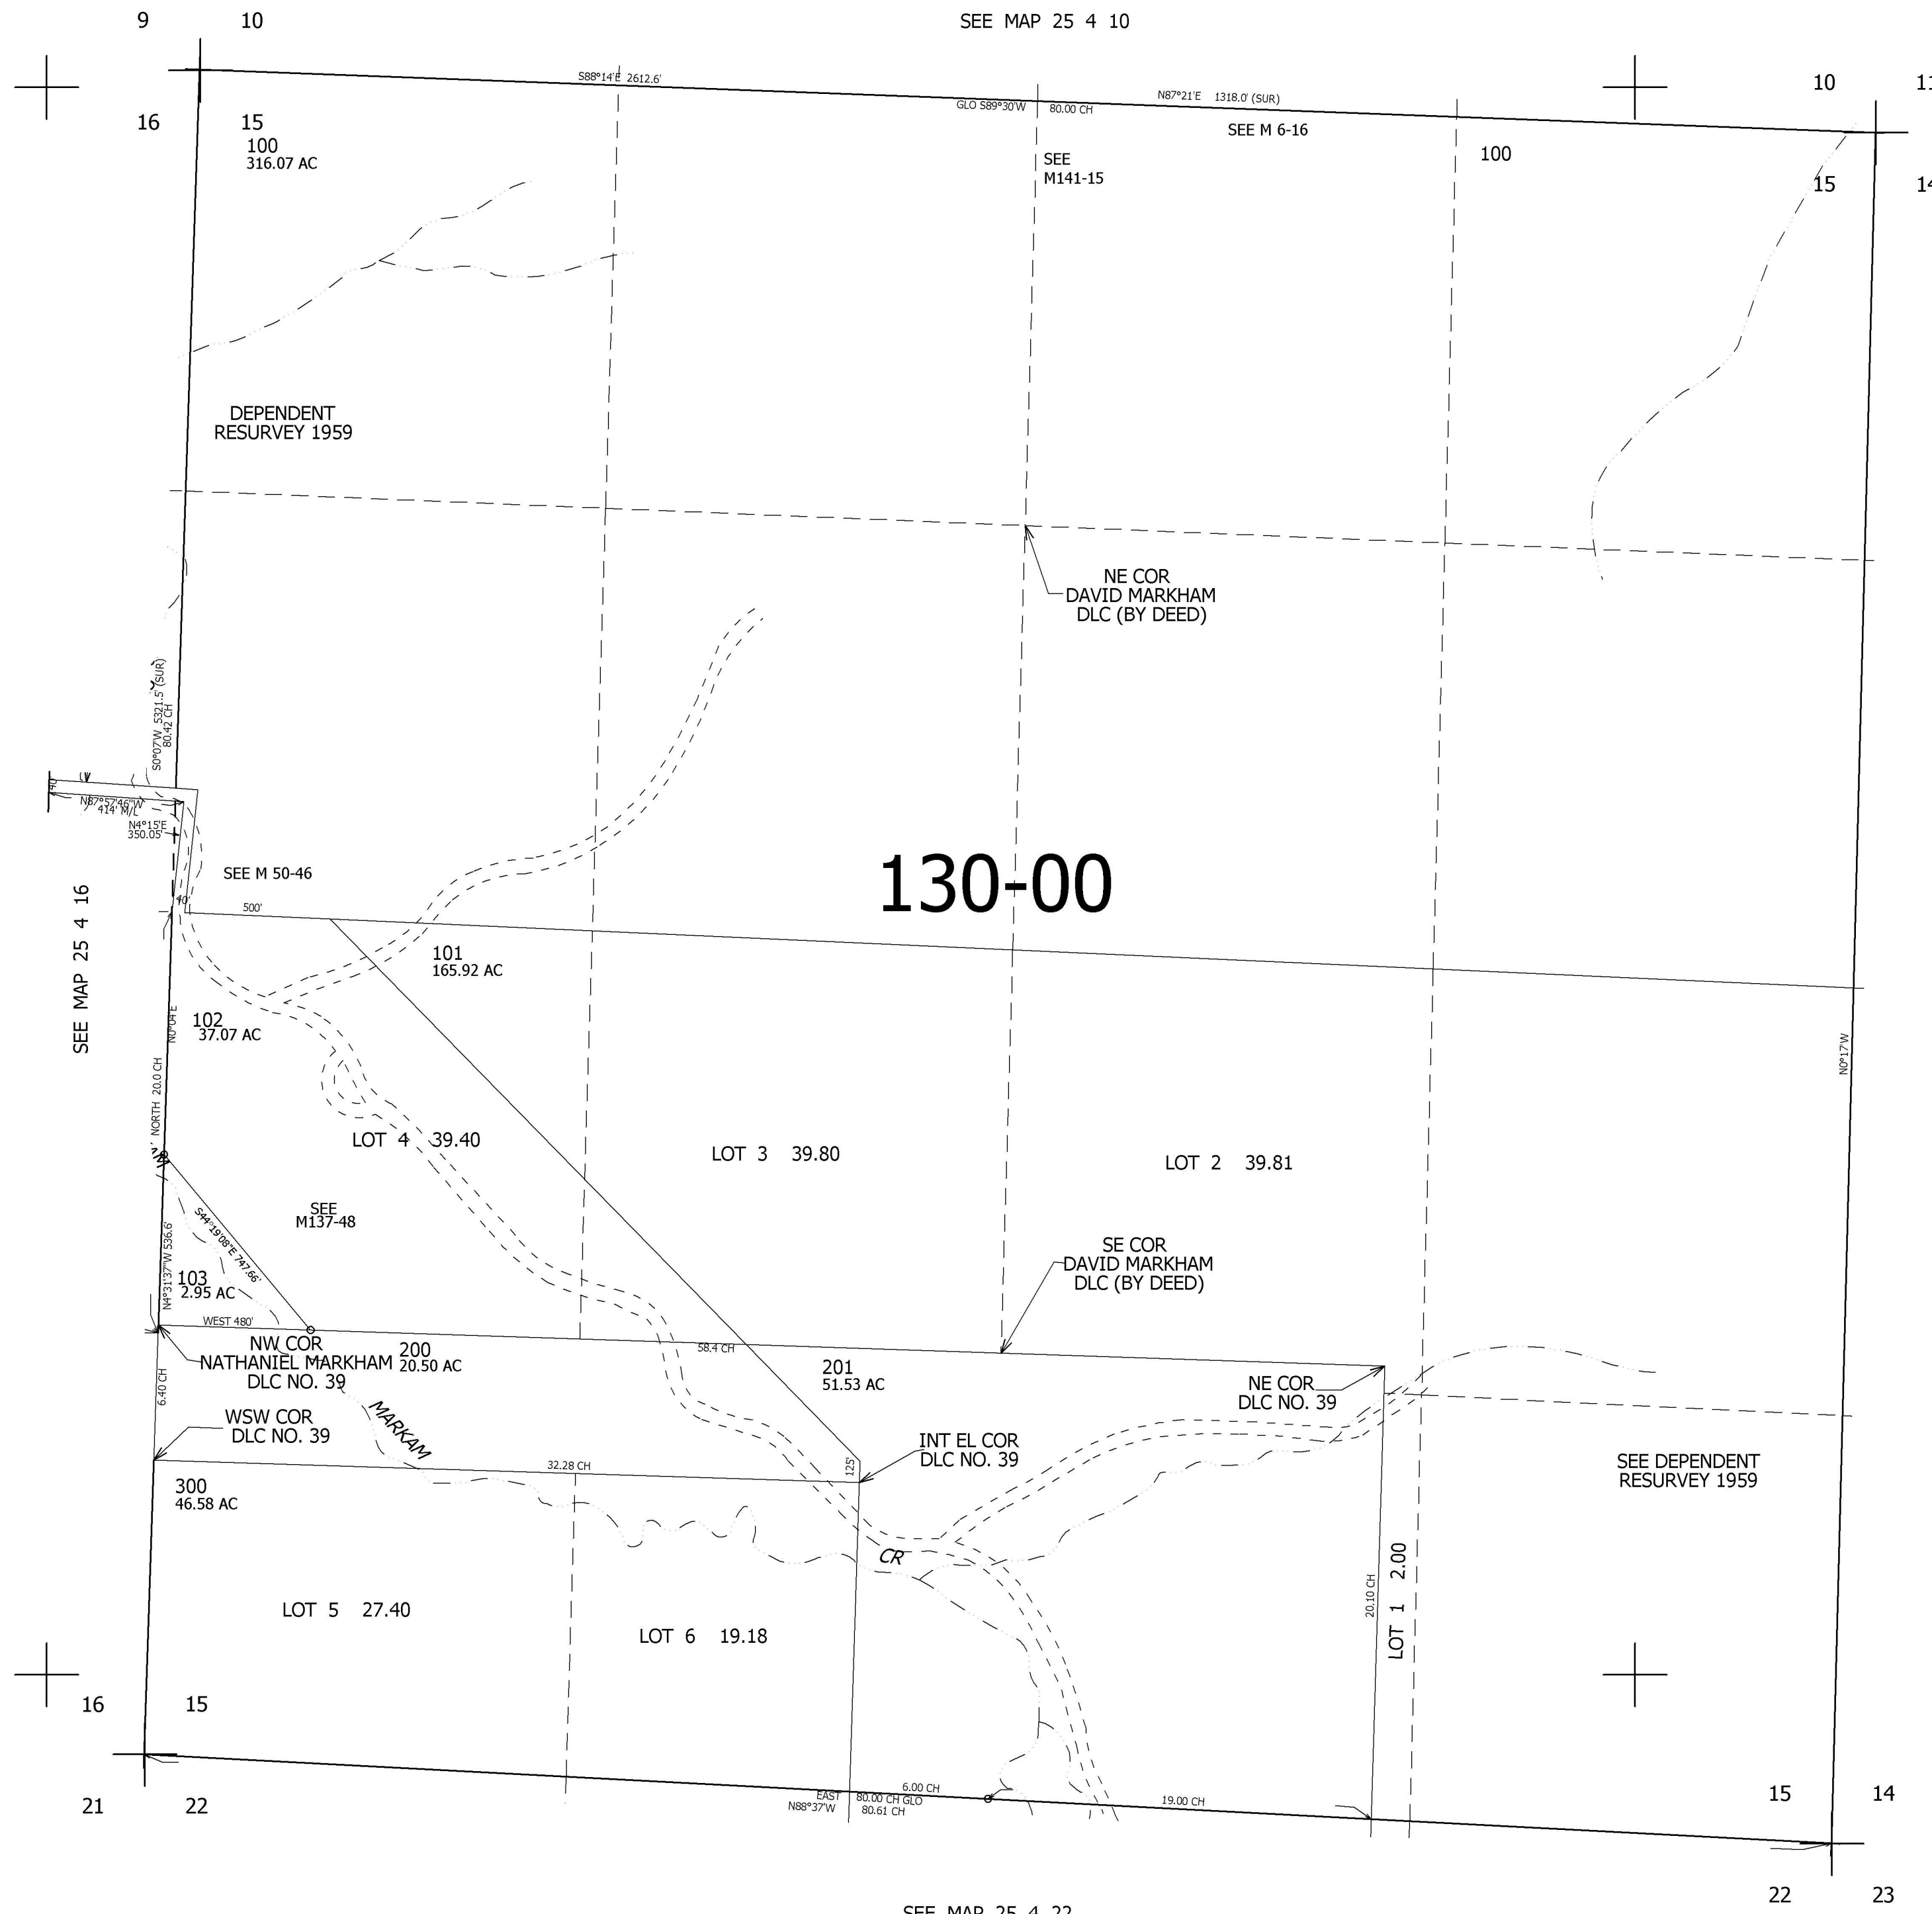 9
10
SEE MAP 25 4 10
S88°14'E 2612.6'
GLO S89°30'W
80.00 CH
N87°21'E 1318.0' (SUR)
SEE M 6-16
10
11
16
15
100
316.07 AC
SEE
M141-15
100
15
14
DEPENDENT
RESURVEY 1959
NE COR
DAVID MARKHAM
DLC (BY DEED)
S0°07'W 5321.5' (SUR)
80.42 CH
40'
N87°57'46"W
414' M/L
N4°15'E
350.05'
SEE M 50-46
130-00
SEE MAP 25 4 16
40'
500'
101
165.92 AC
102
37.07 AC
N0°04'E
N0°17'W
NORTH 20.0 CH
LOT 4 39.40
LOT 3 39.80
LOT 2 39.81
SEE
M137-48
S44°19'08"E 747.66'
N4°31'37"W 536.6'
103
2.95 AC
SE COR
DAVID MARKHAM
DLC (BY DEED)
WEST 480'
NW COR
NATHANIEL MARKHAM
DLC NO. 39
200
20.50 AC
58.4 CH
201
51.53 AC
NE COR
DLC NO. 39
6.40 CH
WSW COR
DLC NO. 39
MARKAM
INT EL COR
DLC NO. 39
125'
32.28 CH
SEE DEPENDENT
RESURVEY 1959
300
46.58 AC
CR
LOT 1 2.00
20.10 CH
LOT 5 27.40
LOT 6 19.18
16
15
21
22
6.00 CH
EAST
80.00 CH GLO
N88°37'W
80.61 CH
19.00 CH
15
14
22
23
SEE MAP 25 4 22